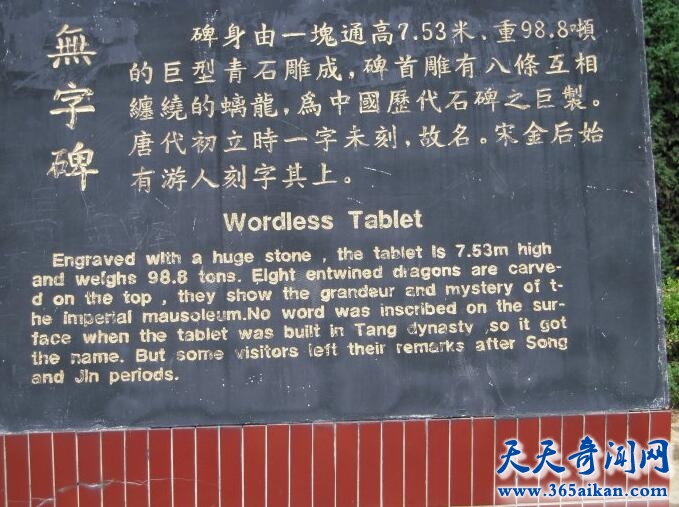 無字碑
碑身由一塊通高7.53米、重98.8噸
的巨型青石雕成，碑首雕有八條互相
纏繞的螭龍，爲中國歷代石碑之巨製。
唐代初立時一字未刻，故名。宋金后始
有游人刻字其上。
Wordless Tablet
Engraved with a huge stone , the tablet is 7.53m high
and weighs 98.8 tons. Eight entwined dragons are carve-
d on the top , they show the grandeur and mystery of t-
he imperial mausoleum.No word was inscribed on the sur-
face when the tablet was built in Tang dynasty ,so it got
the name. But some visitors left their remarks after Song
and Jin periods.
天天奇闻网
www.365aikan.com